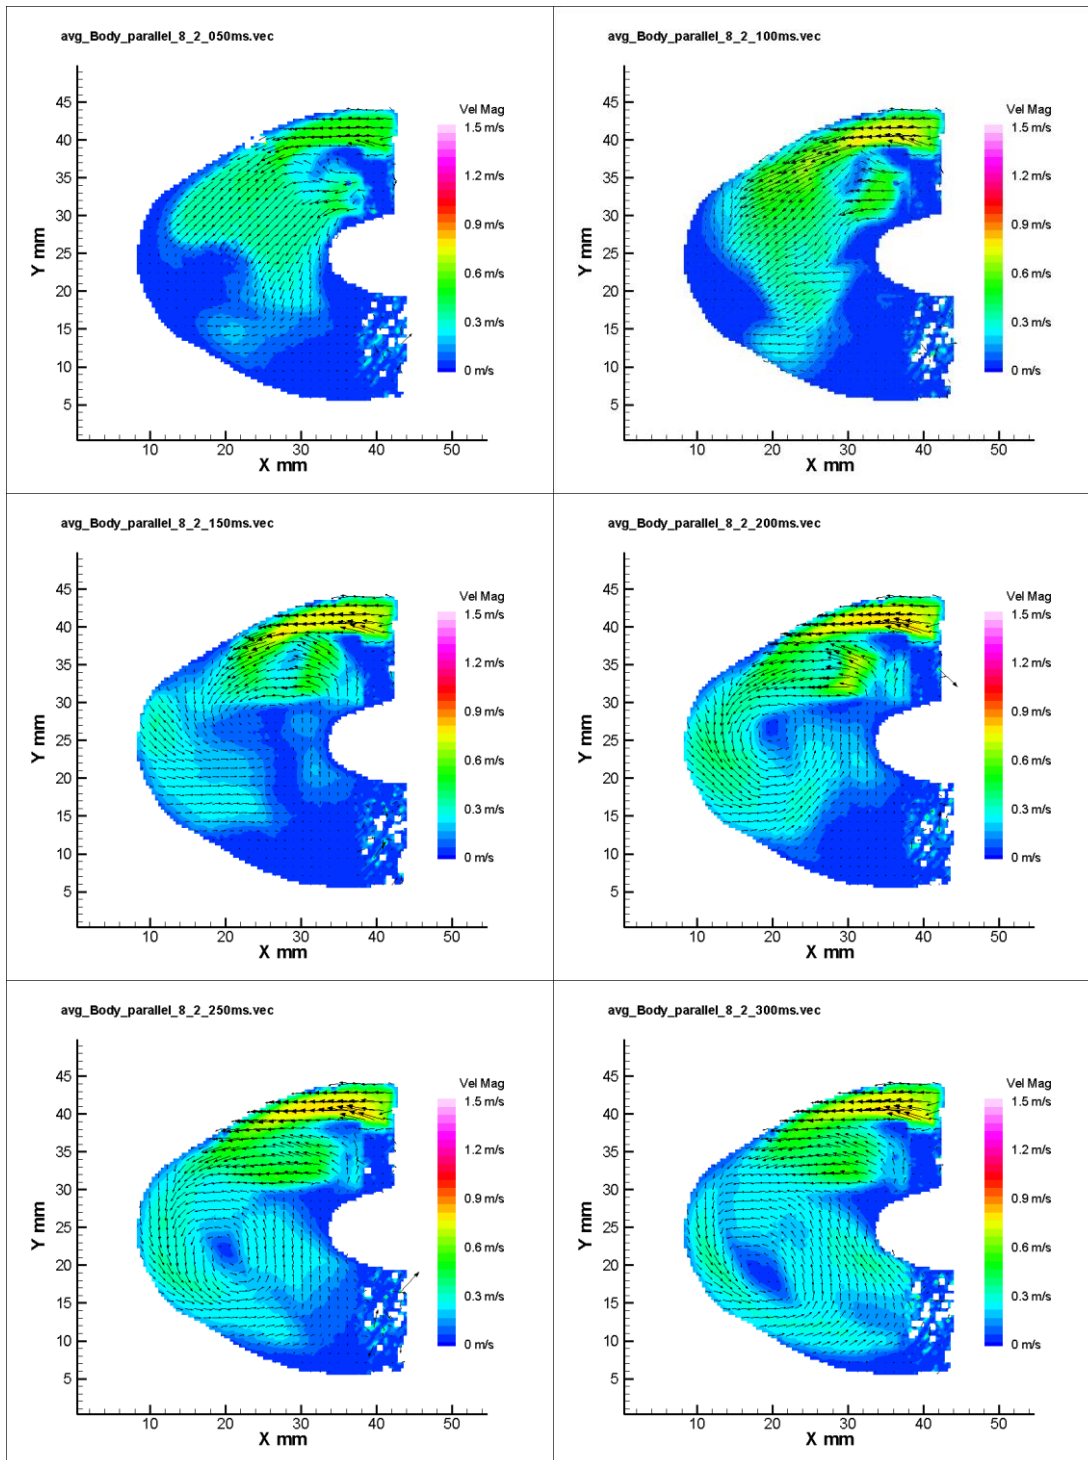 avg_Body_parallel_8_2_050ms.vec
Vel Mag
1.5 m/s
1.2 m/s
0.9 m/s
0.6 m/s
0.3 m/s
0 m/s
45
40
35
30
25
20
15
10
5
Y mm
10 20 30 40 50
X mm
avg_Body_parallel_8_2_100ms.vec
Vel Mag
1.5 m/s
1.2 m/s
0.9 m/s
0.6 m/s
0.3 m/s
0 m/s
45
40
35
30
25
20
15
10
5
Y mm
10 20 30 40 50
X mm
avg_Body_parallel_8_2_150ms.vec
Vel Mag
1.5 m/s
1.2 m/s
0.9 m/s
0.6 m/s
0.3 m/s
0 m/s
45
40
35
30
25
20
15
10
5
Y mm
10 20 30 40 50
X mm
avg_Body_parallel_8_2_200ms.vec
Vel Mag
1.5 m/s
1.2 m/s
0.9 m/s
0.6 m/s
0.3 m/s
0 m/s
45
40
35
30
25
20
15
10
5
Y mm
10 20 30 40 50
X mm
avg_Body_parallel_8_2_250ms.vec
Vel Mag
1.5 m/s
1.2 m/s
0.9 m/s
0.6 m/s
0.3 m/s
0 m/s
45
40
35
30
25
20
15
10
5
Y mm
10 20 30 40 50
X mm
avg_Body_parallel_8_2_300ms.vec
Vel Mag
1.5 m/s
1.2 m/s
0.9 m/s
0.6 m/s
0.3 m/s
0 m/s
45
40
35
30
25
20
15
10
5
Y mm
10 20 30 40 50
X mm